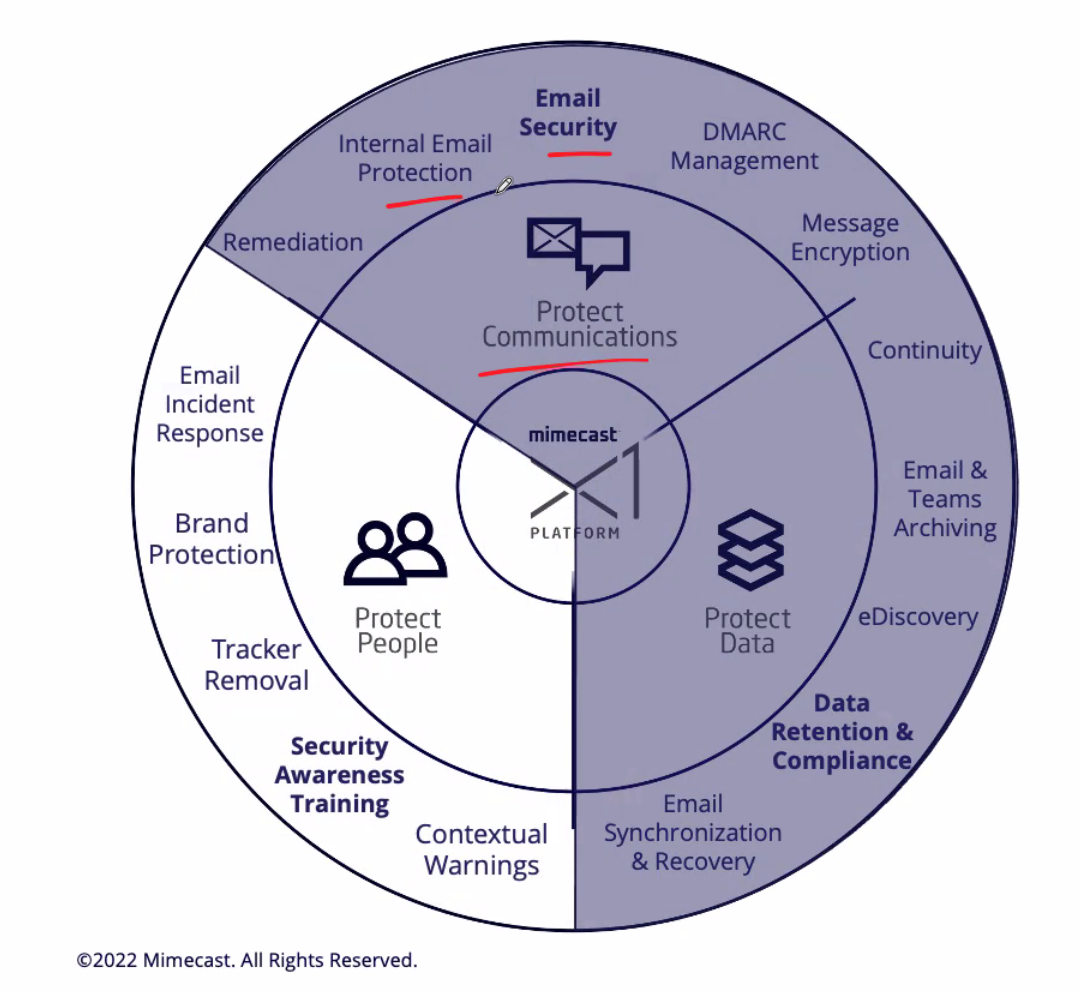 Email
Security
Internal Email
Protection
DMARC
Management
Remediation
Message
Encryption
Protect
Communications
Continuity
Email
Incident
Response
mimecast
X1
PLATFORM
Email &
Teams
Archiving
Brand
Protection
Protect
People
Protect
Data
eDiscovery
Tracker
Removal
Data
Retention &
Compliance
Security
Awareness
Training
Email
Synchronization
& Recovery
Contextual
Warnings
©2022 Mimecast. All Rights Reserved.